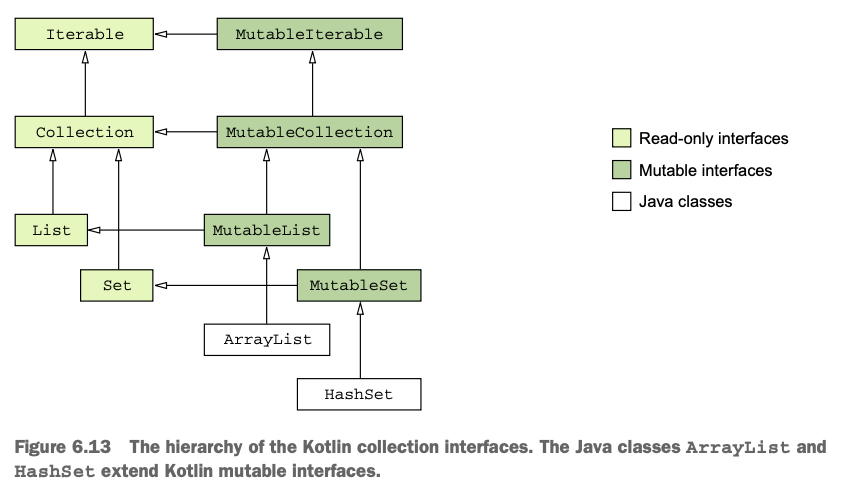 Iterable
MutableIterable
Collection
MutableCollection
Read-only interfaces
Mutable interfaces
Java classes
List
MutableList
Set
MutableSet
ArrayList
HashSet
Figure 6.13 The hierarchy of the Kotlin collection interfaces. The Java classes ArrayList and
HashSet extend Kotlin mutable interfaces.